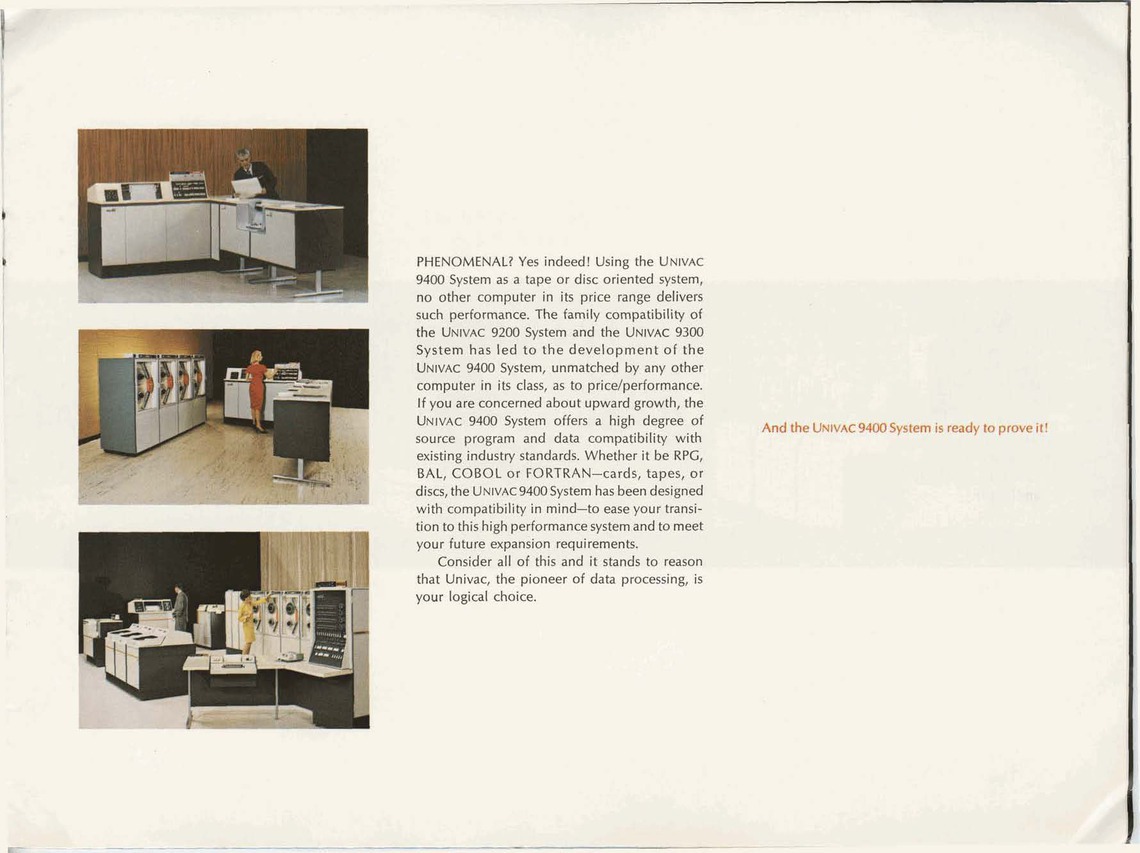 PHENOMENAL? Yes indeed! Using the UNIVAC
9400 System as a tape or disc oriented system,
no other computer in its price range delivers
such performance. The family compatibility of
the UNIVAC 9200 System and the UNIVAC 9300
System has led to the development of the
UNIVAC 9400 System, unmatched by any other
computer in its class, as to price/performance.
If you are concerned about upward growth, the
UNIVAC 9400 System offers a high degree of
source program and data compatibility with
existing industry standards. Whether it be RPG,
BAL, COBOL or FORTRAN—cards, tapes, or
discs, the UNIVAC 9400 System has been designed
with compatibility in mind—to ease your transi-
tion to this high performance system and to meet
your future expansion requirements.
Consider all of this and it stands to reason
that Univac, the pioneer of data processing, is
your logical choice.
And the UNIVAC 9400 System is ready to prove it!